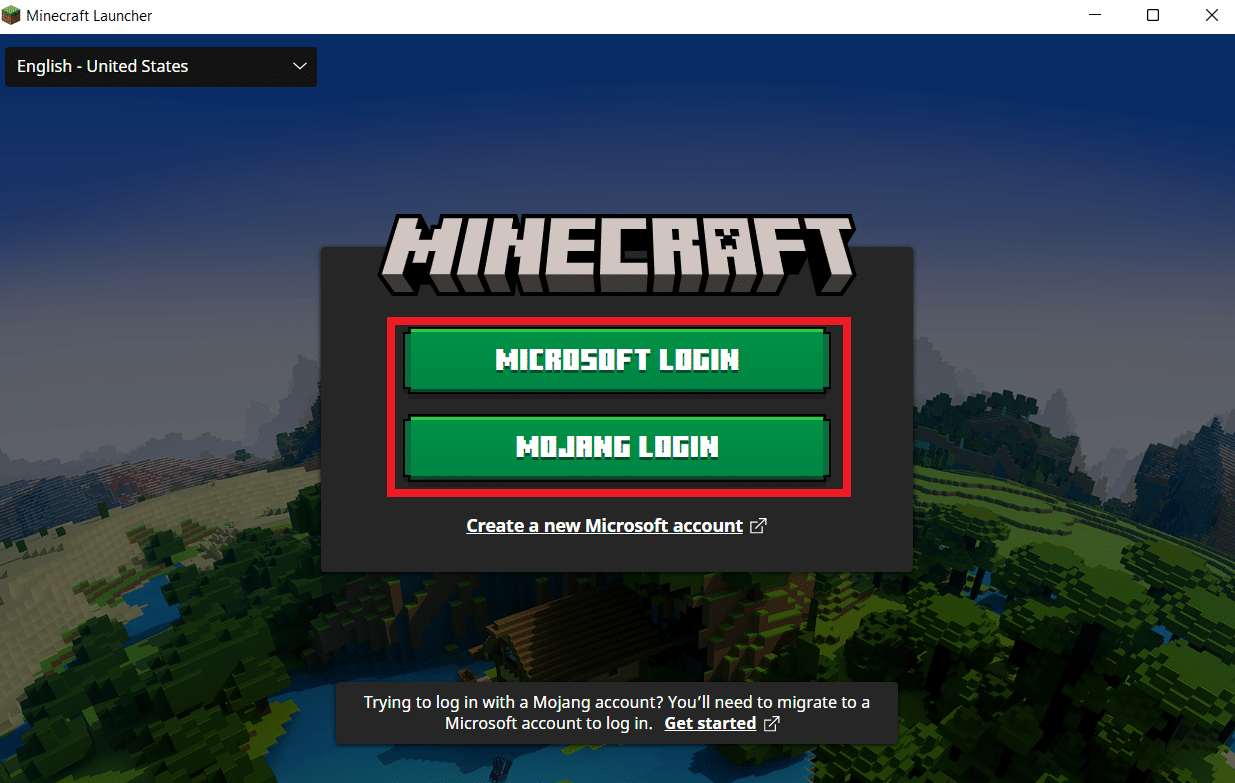 Minecraft Launcher
English - United States
MINECRAFT
MICROSOFT LOGIN
MOJANG LOGIN
Create a new Microsoft account
Trying to log in with a Mojang account? You’ll need to migrate to a
Microsoft account to log in. Get started